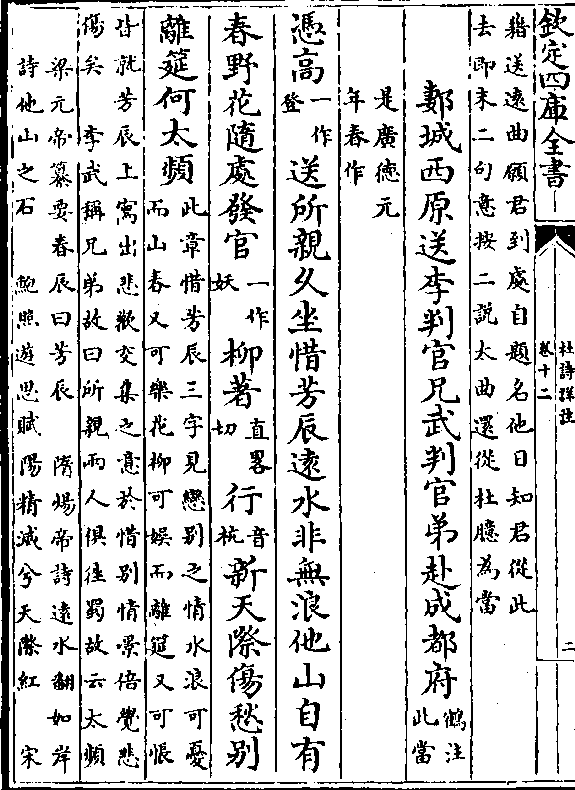 欽定四庫全書
杜詩詳註
卷十二
二
籍送遠曲願君到處自題名他日知君從此
去即末二句意按二說太曲還從杜臆為當
郪城西原送李判官兄武判官弟赴成都府鶴注此當
是廣德元
年春作
憑高一作登送所親久坐惜芳辰遠水非無浪他山自有
春野花隨處發官一作妖柳著直畧切行音杭新天際傷愁别
離筵何太頻此章惜芳辰三字見戀别之情水浪可憂
而山春又可樂花柳可娛而離筵又可悵
皆就芳辰上寫出悲歡交集之意於惜别情景倍覺悲
傷矣 李武稱兄弟故曰所親兩人俱往蜀故云太頻
梁元帝纂要春辰曰芳辰 隋煬帝詩遠水翻如岸
詩他山之石 鮑照遊思賦陽精滅兮天際紅 宋